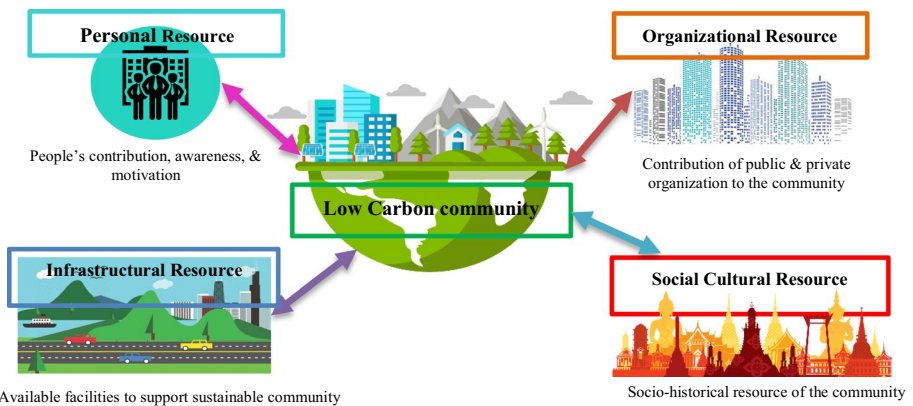 Personal Resource
Organizational Resource
People’s contribution, awareness, &
motivation
Contribution of public & private
organization to the community
Low Carbon community
Infrastructural Resource
Social Cultural Resource
Available facilities to support sustainable community
Socio-historical resource of the community